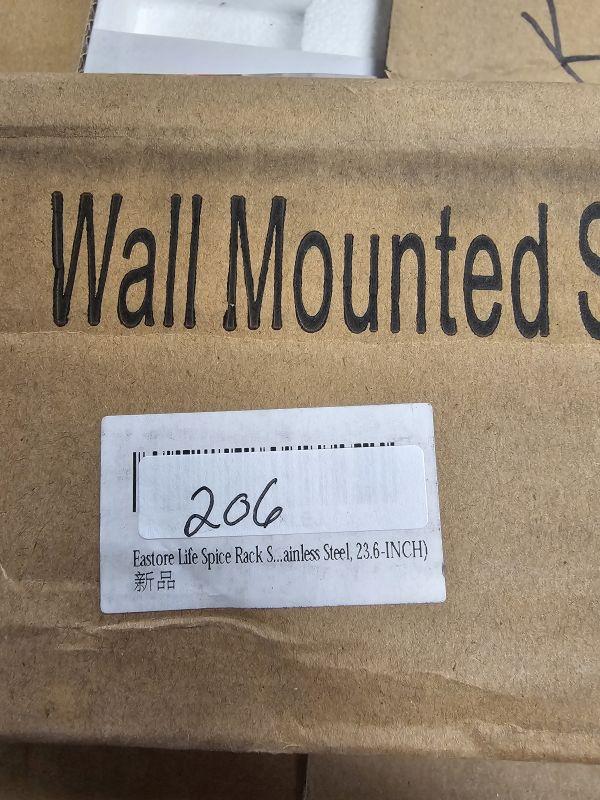 K
Wall Mounted S
206
Eastore Life Spice Rack S...ainless Steel, 23.6-INCH)
新品